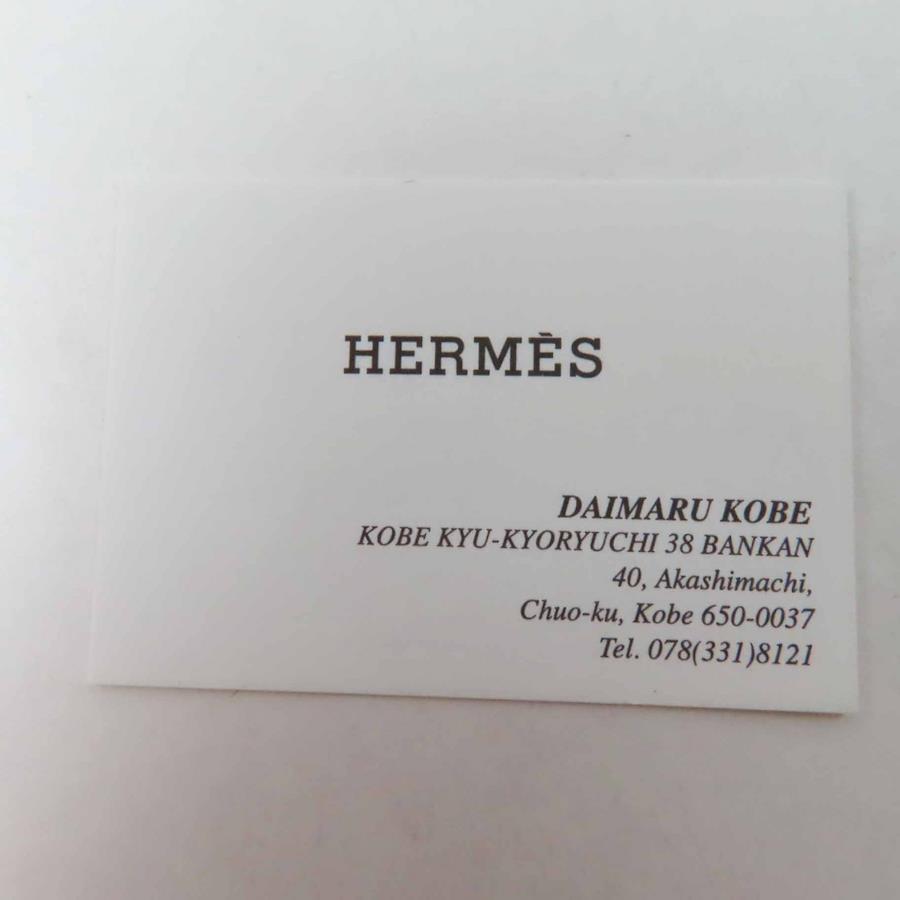 HERMÈS
DAIMARU KOBE
KOBE KYU-KYORYUCHI 38 BANKAN
40, Akashimachi,
Chuo-ku, Kobe 650-0037
Tel. 078(331)8121